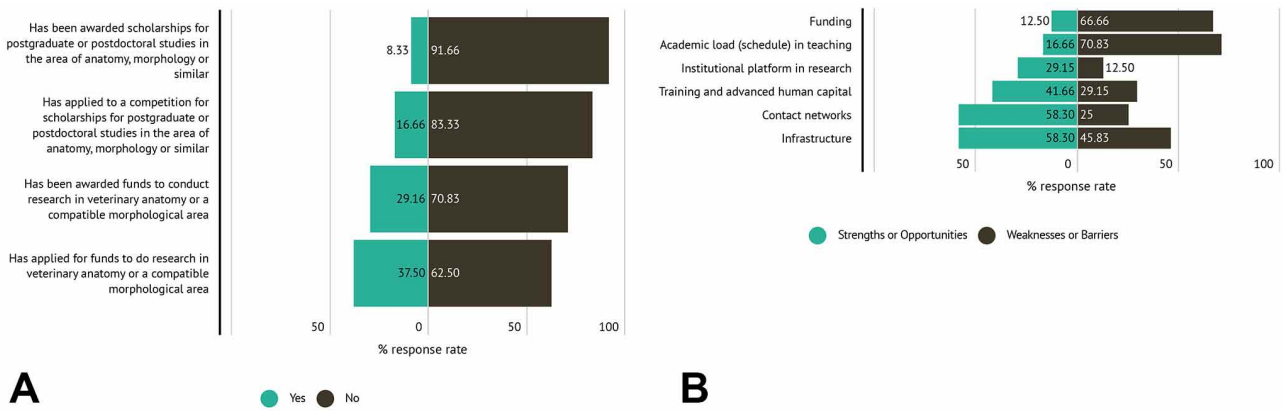 Has been awarded scholarships for
postgraduate or postdoctoral studies in
the area of anatomy, morphology or
similar
8.33 91.66
Has applied to a competition for
scholarships for postgraduate or
postdoctoral studies in the area of
anatomy, morphology or similar
16.66 83.33
Has been awarded funds to conduct
research in veterinary anatomy or a
compatible morphological area
29.16 70.83
Has applied for funds to do research in
veterinary anatomy or a compatible
morphological area
37.50 62.50
50 0 50 100
% response rate
Yes No
A
Funding 12.50 66.66
Academic load (schedule) in teaching 16.66 70.83
Institutional platform in research 29.15 12.50
Training and advanced human capital 41.66 29.15
Contact networks 58.30 25
Infrastructure 58.30 45.83
50 0 50 100
% response rate
Strengths or Opportunities Weaknesses or Barriers
B